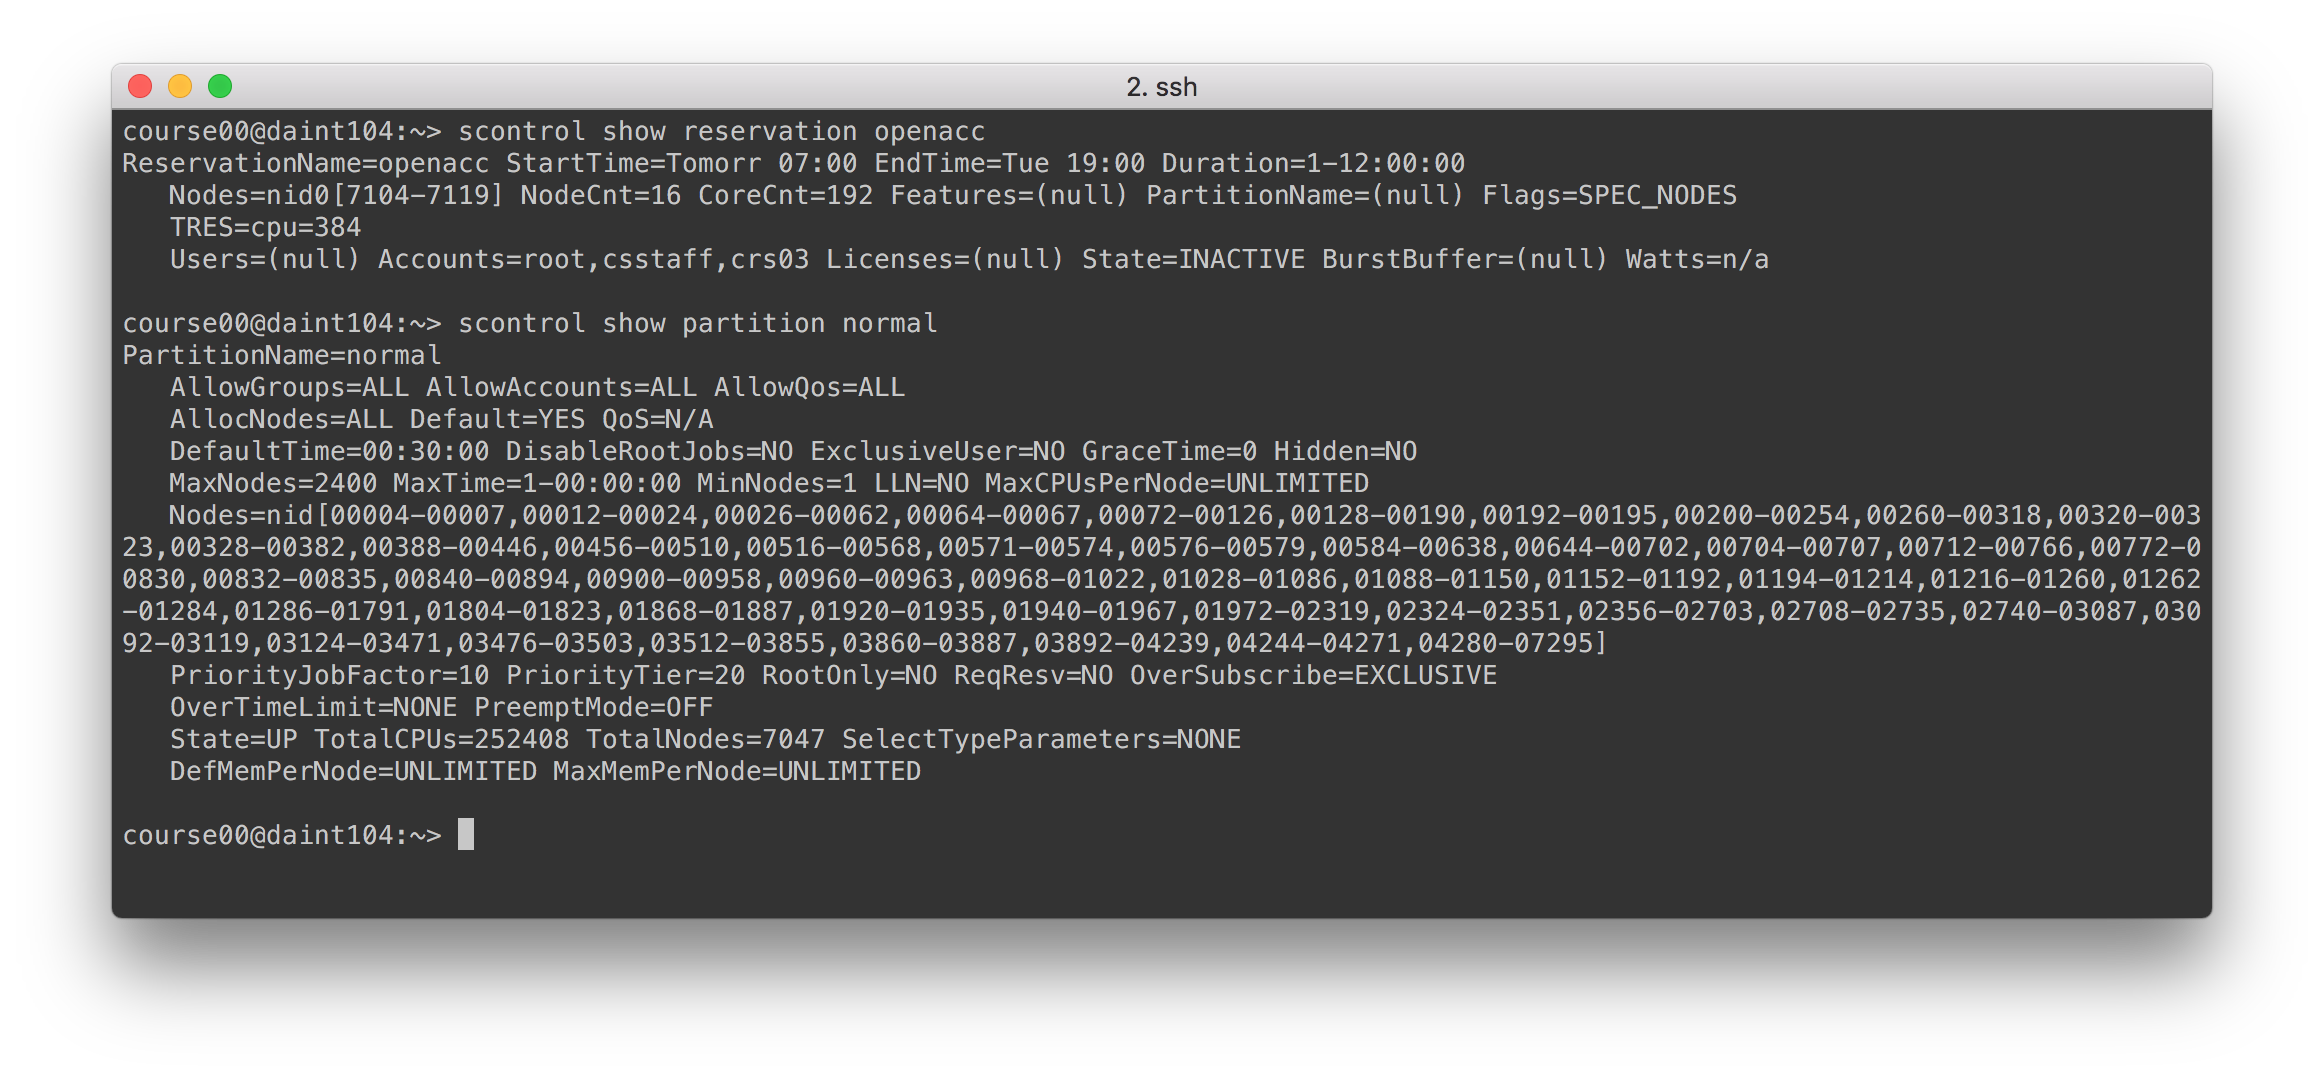 2. ssh
course00@daint104:~> scontrol show reservation openacc
ReservationName=openacc StartTime=Tomorr 07:00 EndTime=Tue 19:00 Duration=1-12:00:00
   Nodes=nid0[7104-7119] NodeCnt=16 CoreCnt=192 Features=(null) PartitionName=(null) Flags=SPEC_NODES
   TRES=cpu=384
   Users=(null) Accounts=root,csstaff,crs03 Licenses=(null) State=INACTIVE BurstBuffer=(null) Watts=n/a
course00@daint104:~> scontrol show partition normal
PartitionName=normal
   AllowGroups=ALL AllowAccounts=ALL AllowQos=ALL
   AllocNodes=ALL Default=YES QoS=N/A
   DefaultTime=00:30:00 DisableRootJobs=NO ExclusiveUser=NO GraceTime=0 Hidden=NO
   MaxNodes=2400 MaxTime=1-00:00:00 MinNodes=1 LLN=NO MaxCPUsPerNode=UNLIMITED
   Nodes=nid[00004-00007,00012-00024,00026-00062,00064-00067,00072-00126,00128-00190,00192-00195,00200-00254,00260-00318,00320-003
23,00328-00382,00388-00446,00456-00510,00516-00568,00571-00574,00576-00579,00584-00638,00644-00702,00704-00707,00712-00766,00772-0
0830,00832-00835,00840-00894,00900-00958,00960-00963,00968-01022,01028-01086,01088-01150,01152-01192,01194-01214,01216-01260,01262
-01284,01286-01791,01804-01823,01868-01887,01920-01935,01940-01967,01972-02319,02324-02351,02356-02703,02708-02735,02740-03087,030
92-03119,03124-03471,03476-03503,03512-03855,03860-03887,03892-04239,04244-04271,04280-07295]
   PriorityJobFactor=10 PriorityTier=20 RootOnly=NO ReqResv=NO OverSubscribe=EXCLUSIVE
   OverTimeLimit=NONE PreemptMode=OFF
   State=UP TotalCPUs=252408 TotalNodes=7047 SelectTypeParameters=NONE
   DefMemPerNode=UNLIMITED MaxMemPerNode=UNLIMITED
course00@daint104:~>